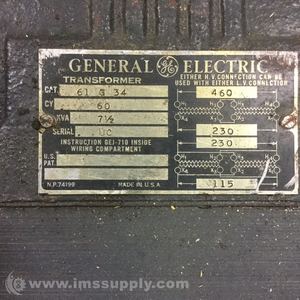 GENERAL GE ELECTRIC
TRANSFORMER
EITHER H.V. CONNECTION CAN BE
USED WITH EITHER L.V. CONNECTION
CAT. 61 G 34
460
CY 60
KVA 7½
SERIAL UC
230
230
INSTRUCTION GEI-710 INSIDE
WIRING COMPARTMENT
U.S.
PAT.
115
N.P. 74199 MADE IN U.S.A.
© www.imssupply.com